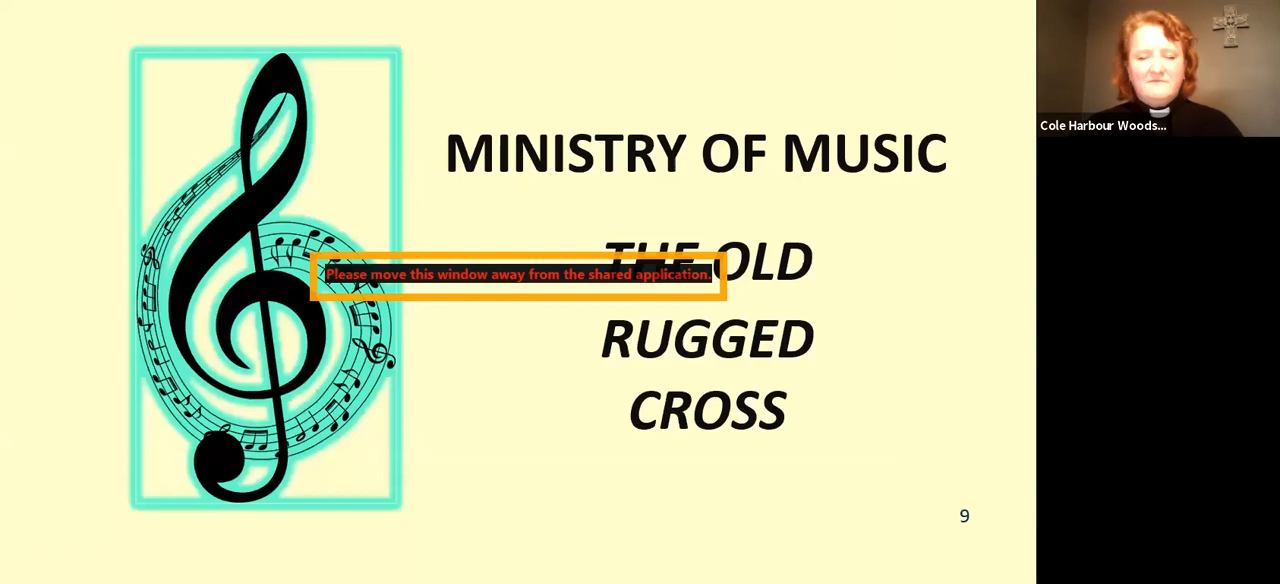 MINISTRY OF MUSIC
THE OLD
Please move this window away from the shared application.
RUGGED
CROSS
9
Cole Harbour Woods...